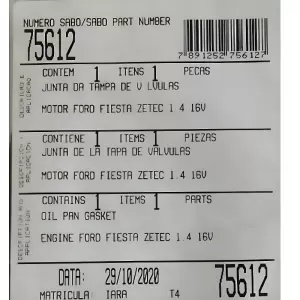 NUMERO SABO/SABO PART NUMBER
75612
7 891252 756127
CONTEM 1 ITENS 1 PECAS
JUNTA DA TAMPA DE V LVULAS
MOTOR FORD FIESTA ZETEC 1.4 16V
CONTIENE 1 ITEMS 1 PIEZAS
JUNTA DE LA TAPA DE VALVULAS
MOTOR FORD FIESTA ZETEC 1.4 16V
CONTAINS 1 ITEMS 1 PARTS
OIL PAN GASKET
ENGINE FORD FIESTA ZETEC 1.4 16V
DATA: 29/10/2020
75612
MATRICULA: IARA T4